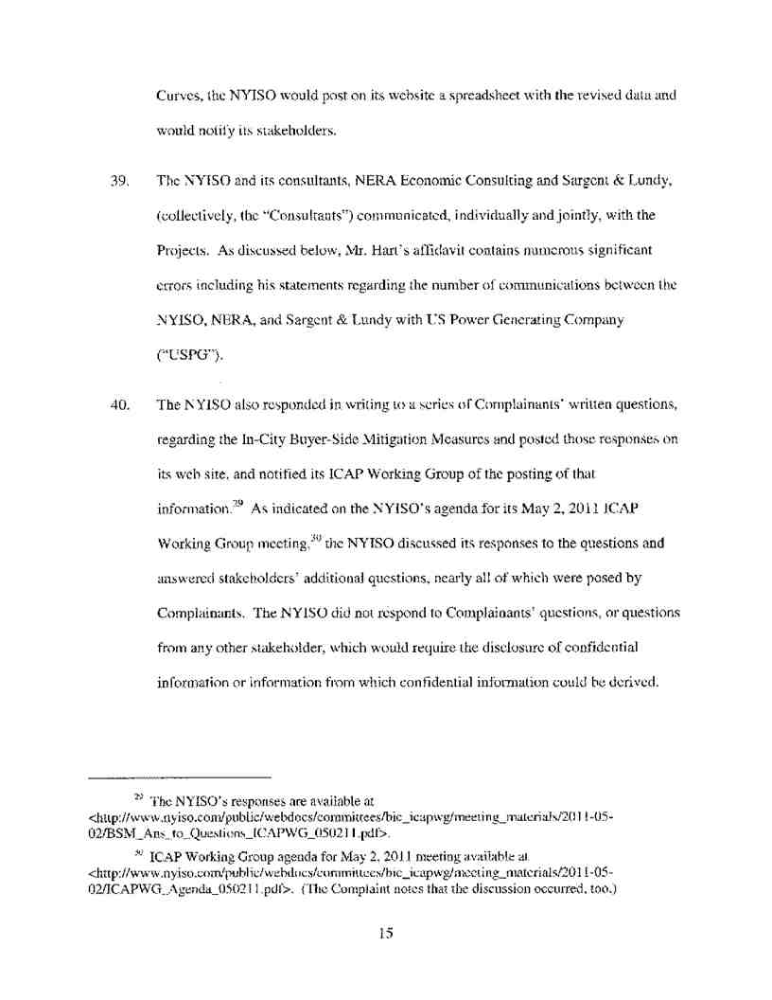 Curves, the NYISO would post on its website a spreadsheet with the revised data and
would notify its stakeholders.
39. The NYISO and its consultants, NERA Economic Consulting and Sargent & Lundy,
(collectively, the “Consultants”) communicated, individually and jointly, with the
Projects. As discussed below, Mr. Hart’s affidavit contains numerous significant
errors including his statements regarding the number of communications between the
NYISO, NERA, and Sargent & Lundy with US Power Generating Company
(“USPG”).
40. The NYISO also responded in writing to a series of Complainants’ written questions,
regarding the In-City Buyer-Side Mitigation Measures and posted those responses on
its web site, and notified its ICAP Working Group of the posting of that
information.29 As indicated on the NYISO’s agenda for its May 2, 2011 ICAP
Working Group meeting,30 the NYISO discussed its responses to the questions and
answered stakeholders’ additional questions, nearly all of which were posed by
Complainants. The NYISO did not respond to Complainants’ questions, or questions
from any other stakeholder, which would require the disclosure of confidential
information or information from which confidential information could be derived.
29 The NYISO’s responses are available at
<http://www.nyiso.com/public/webdocs/committees/bic_icapwg/meeting_materials/2011-05-
02/BSM_Ans_to_Questions_ICAPWG_050211.pdf>.
30 ICAP Working Group agenda for May 2, 2011 meeting available at
<http://www.nyiso.com/public/webdocs/committees/bic_icapwg/meeting_materials/2011-05-
02/ICAPWG_Agenda_050211.pdf>. (The Complaint notes that the discussion occurred, too.)
15